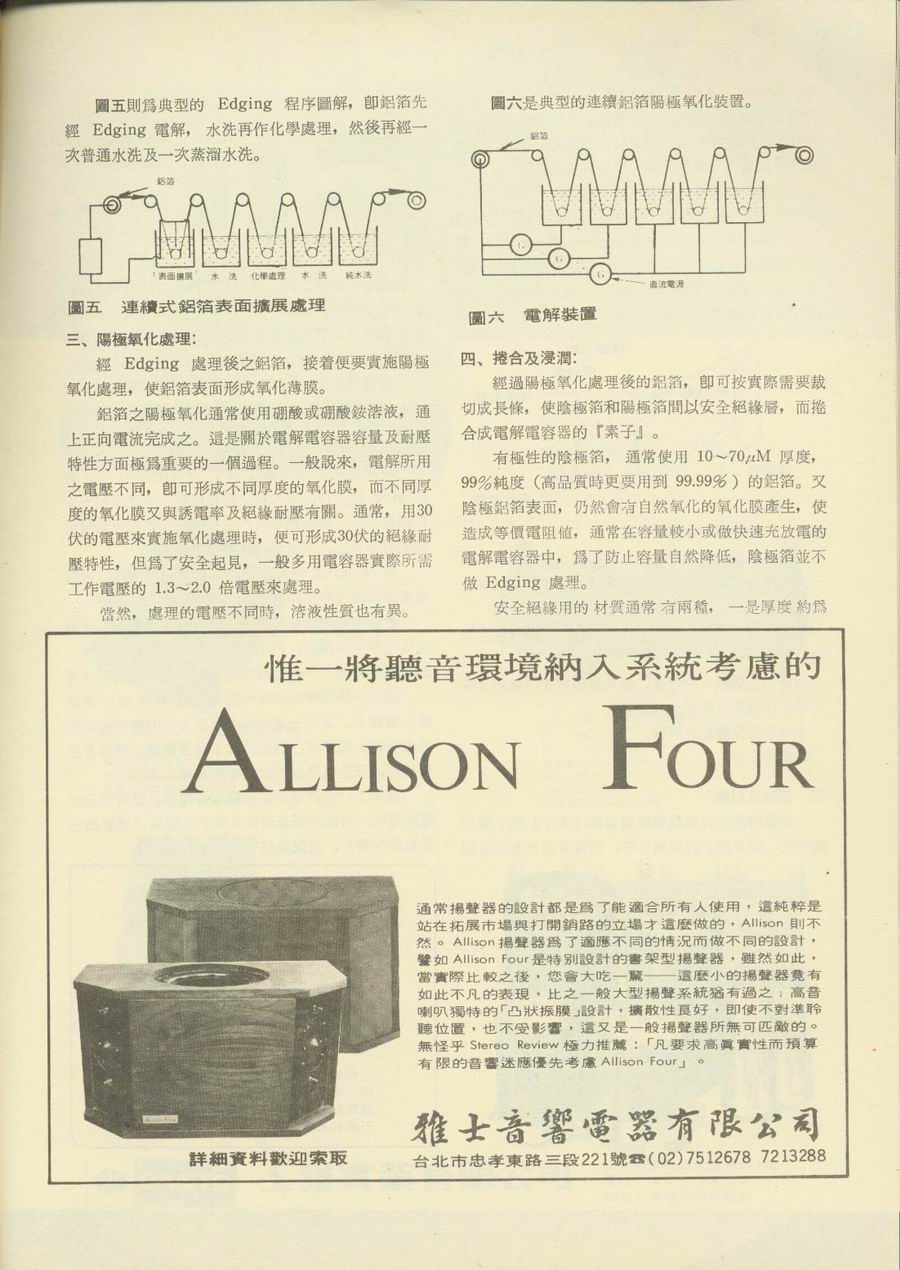 圖五則爲典型的 Edging 程序圖解，卽鋁箔先
經 Edging 電解，水洗再作化學處理，然後再經一
次普通水洗及一次蒸溜水洗。
鋁箔
表面擴展 水洗 化學處理 水洗 純水洗
圖五 連續式鋁箔表面擴展處理
三、陽極氧化處理：
經 Edging 處理後之鋁箔，接着便要實施陽極
氧化處理，使鋁箔表面形成氧化薄膜。
鋁箔之陽極氧化通常使用硼酸或硼酸銨溶液，通
上正向電流完成之。這是關於電解電容器容量及耐壓
特性方面極爲重要的一個過程。一般說來，電解所用
之電壓不同，卽可形成不同厚度的氧化膜，而不同厚
度的氧化膜又與誘電率及絕緣耐壓有關。通常，用30
伏的電壓來實施氧化處理時，便可形成30伏的絕緣耐
壓特性，但爲了安全起見，一般多用電容器實際所需
工作電壓的 1.3～2.0 倍電壓來處理。
當然，處理的電壓不同時，溶液性質也有異。
圖六是典型的連續鋁箔陽極氧化裝置。
鋁箔
G
G
G
直流電源
圖六 電解裝置
四、捲合及浸潤：
經過陽極氧化處理後的鋁箔，卽可按實際需要裁
切成長條，使陰極箔和陽極箔間以安全絕緣層，而捲
合成電解電容器的『素子』。
有極性的陰極箔，通常使用 10～70μM 厚度，
99%純度（高品質時更要用到 99.99%）的鋁箔。又
陰極鋁箔表面，仍然會有自然氧化的氧化膜產生，使
造成等價電阻値，通常在容量較小或做快速充放電的
電解電容器中，爲了防止容量自然降低，陰極箔並不
做 Edging 處理。
安全絕緣用的材質通常有兩種，一是厚度約爲
惟一將聽音環境納入系統考慮的
ALLISON FOUR
通常揚聲器的設計都是爲了能適合所有人使用，這純粹是
站在拓展市場與打開銷路的立場才這麽做的，Allison 則不
然。Allison 揚聲器爲了適應不同的情況而做不同的設計，
譬如 Allison Four 是特別設計的書架型揚聲器，雖然如此，
當實際比較之後，您會大吃一驚——這麽小的揚聲器竟有
如此不凡的表現，比之一般大型揚聲系統猶有過之；高音
喇叭獨特的「凸狀振膜」設計，擴散性良好，即使不對準聆
聽位置，也不受影響，這又是一般揚聲器所無可匹敵的。
無怪乎 Stereo Review 極力推薦：「凡要求高眞實性而預算
有限的音響迷應優先考慮 Allison Four」。
Allison Four
詳細資料歡迎索取
雅士音響電器有限公司
台北市忠孝東路三段221號☎(02)7512678 7213288